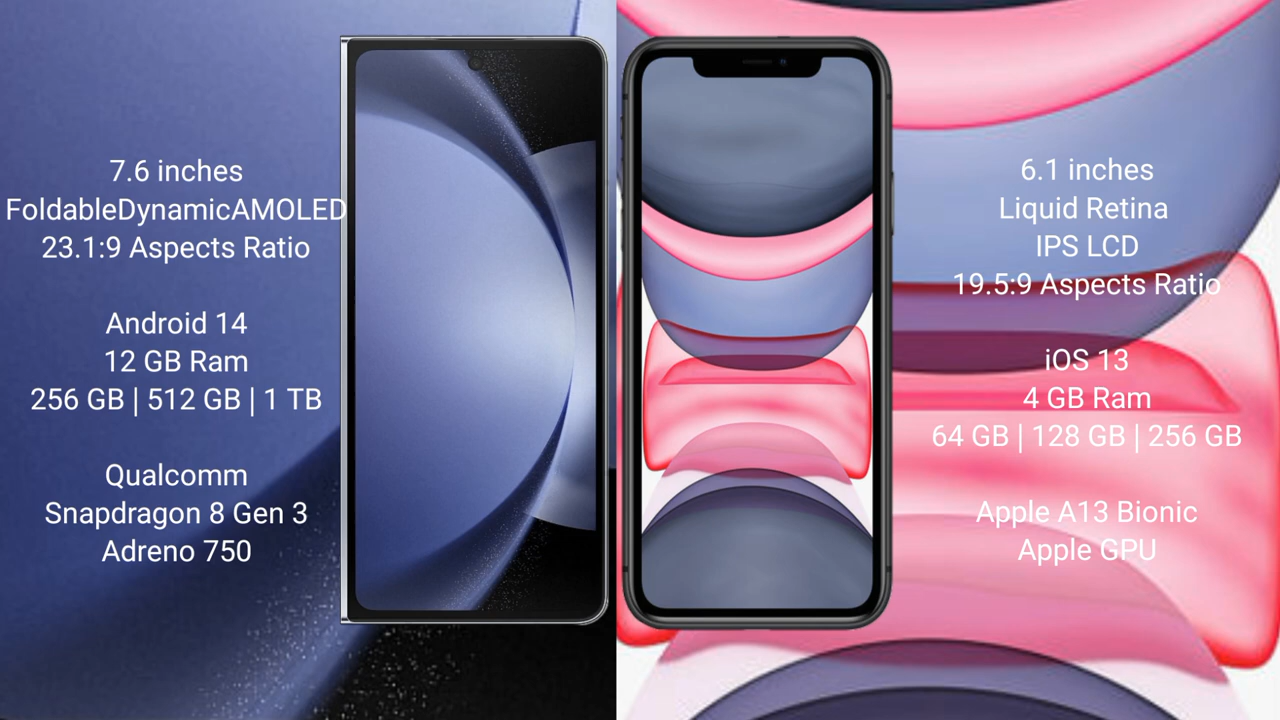 7.6 inches
FoldableDynamicAMOLED
23.1:9 Aspects Ratio
Android 14
12 GB Ram
256 GB | 512 GB | 1 TB
Qualcomm
Snapdragon 8 Gen 3
Adreno 750
6.1 inches
Liquid Retina
IPS LCD
19.5:9 Aspects Ratio
iOS 13
4 GB Ram
64 GB | 128 GB | 256 GB
Apple A13 Bionic
Apple GPU